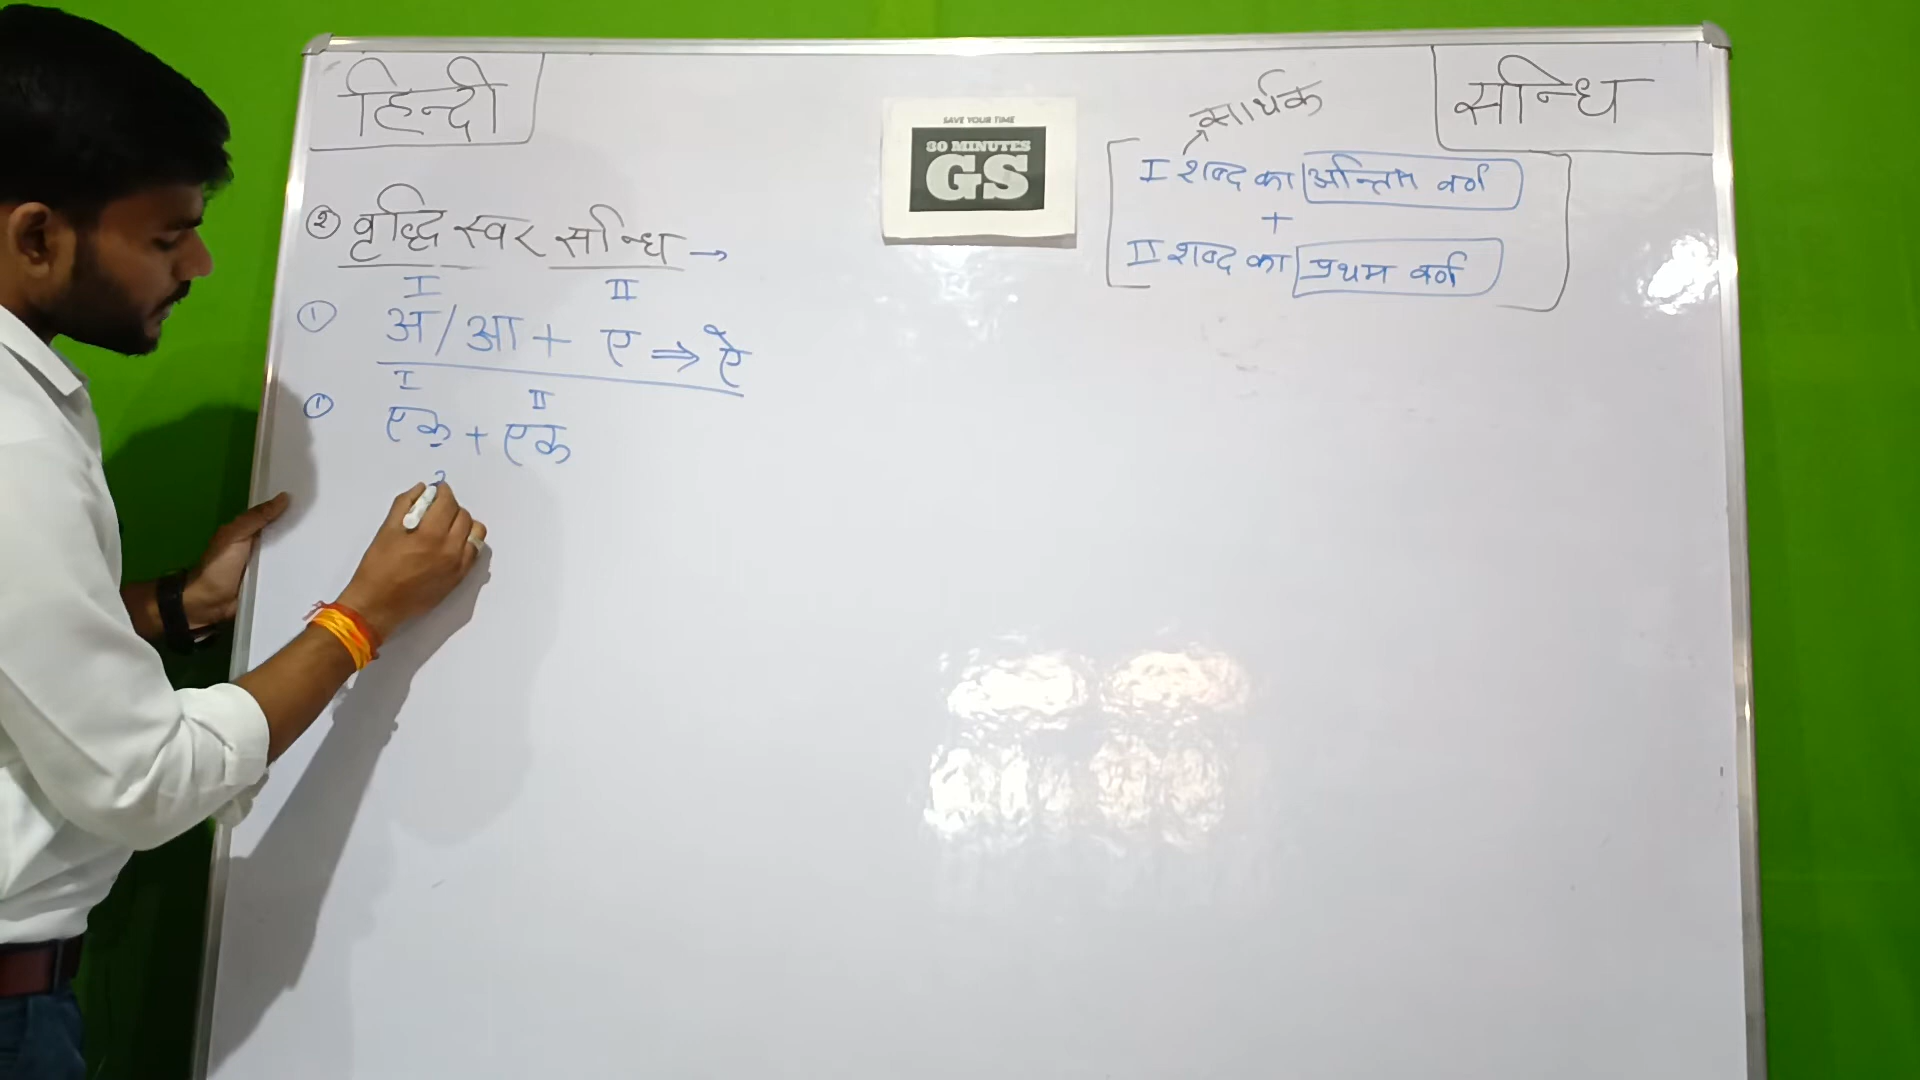 हिन्दी
सन्धि
SAVE YOUR TIME
30 MINUTES
GS
सार्थक
I शब्द का अन्तिम वर्ण
+
II शब्द का प्रथम वर्ण
② वृद्धि स्वर सन्धि →
I II
① अ/आ + ए ⇒ ऐ
I II
① एक + एक